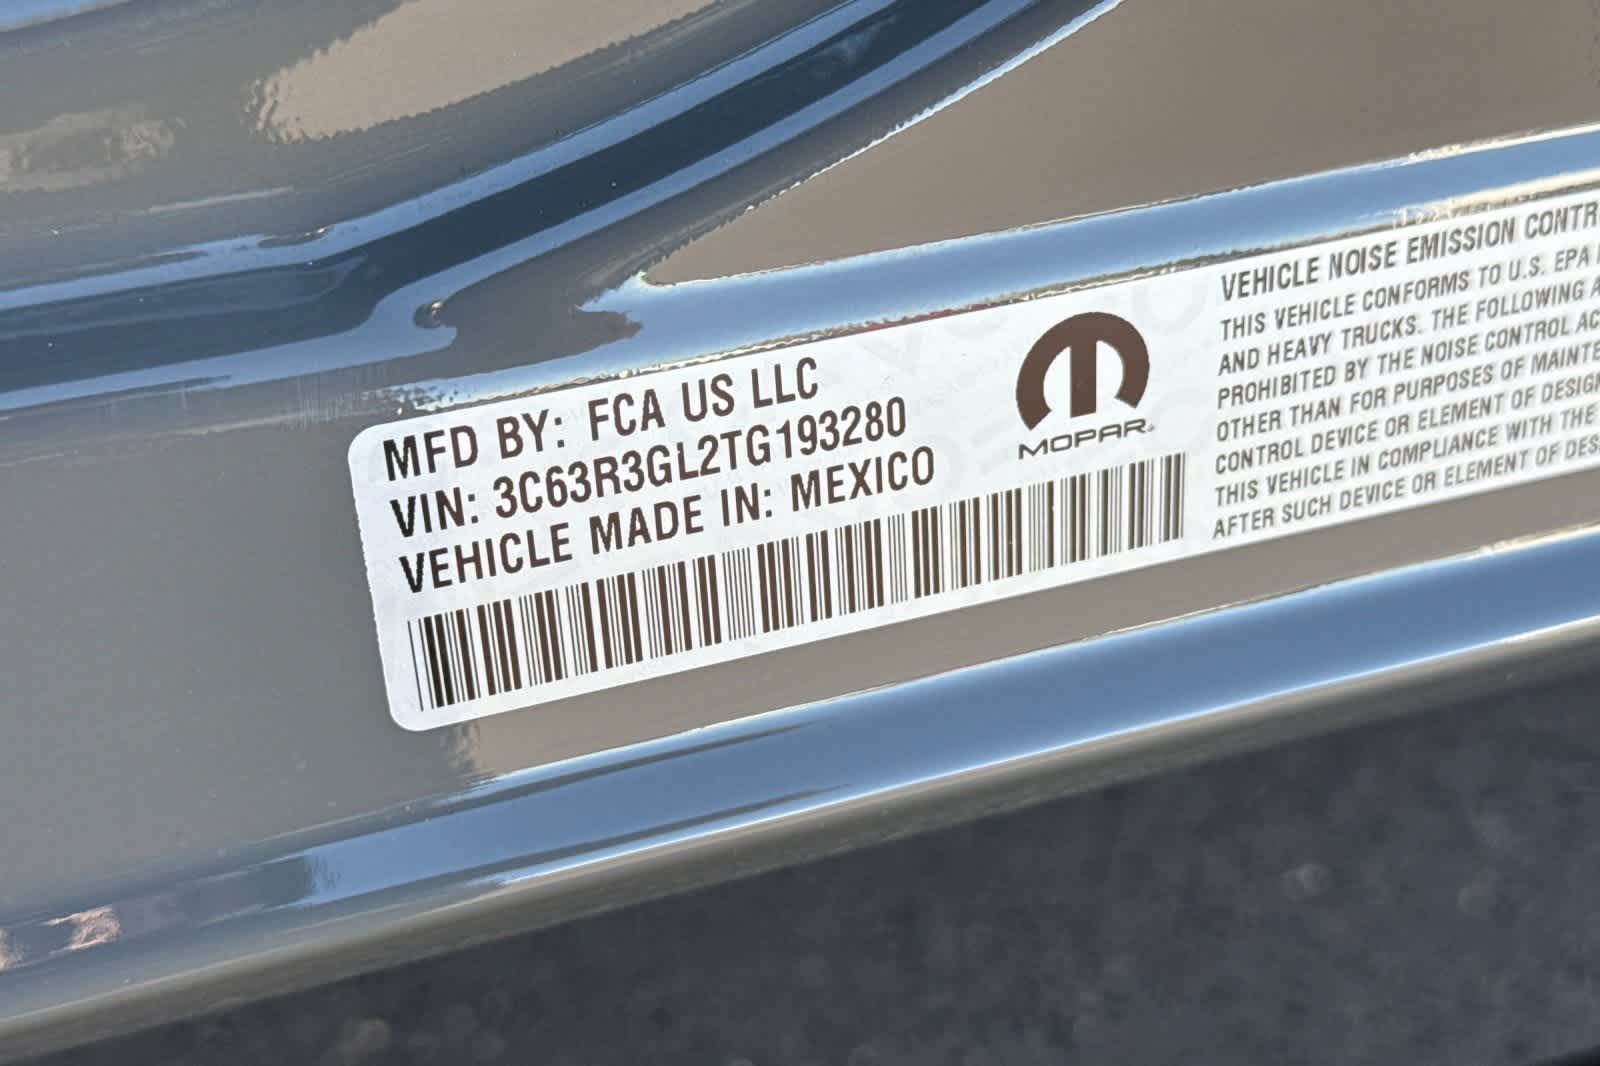 MFD BY: FCA US LLC
VIN: 3C63R3GL2TG193280
VEHICLE MADE IN: MEXICO
MOPAR
VEHICLE NOISE EMISSION
THIS VEHICLE CONFORMS TO U.S. EPA
AND HEAVY TRUCKS. THE FOLLOWING
PROHIBITED BY THE NOISE CONTROL
OTHER THAN FOR PURPOSES OF
CONTROL DEVICE OR ELEMENT OF
THIS VEHICLE IN COMPLIANCE WITH THE
AFTER SUCH DEVICE OR ELEMENT OF